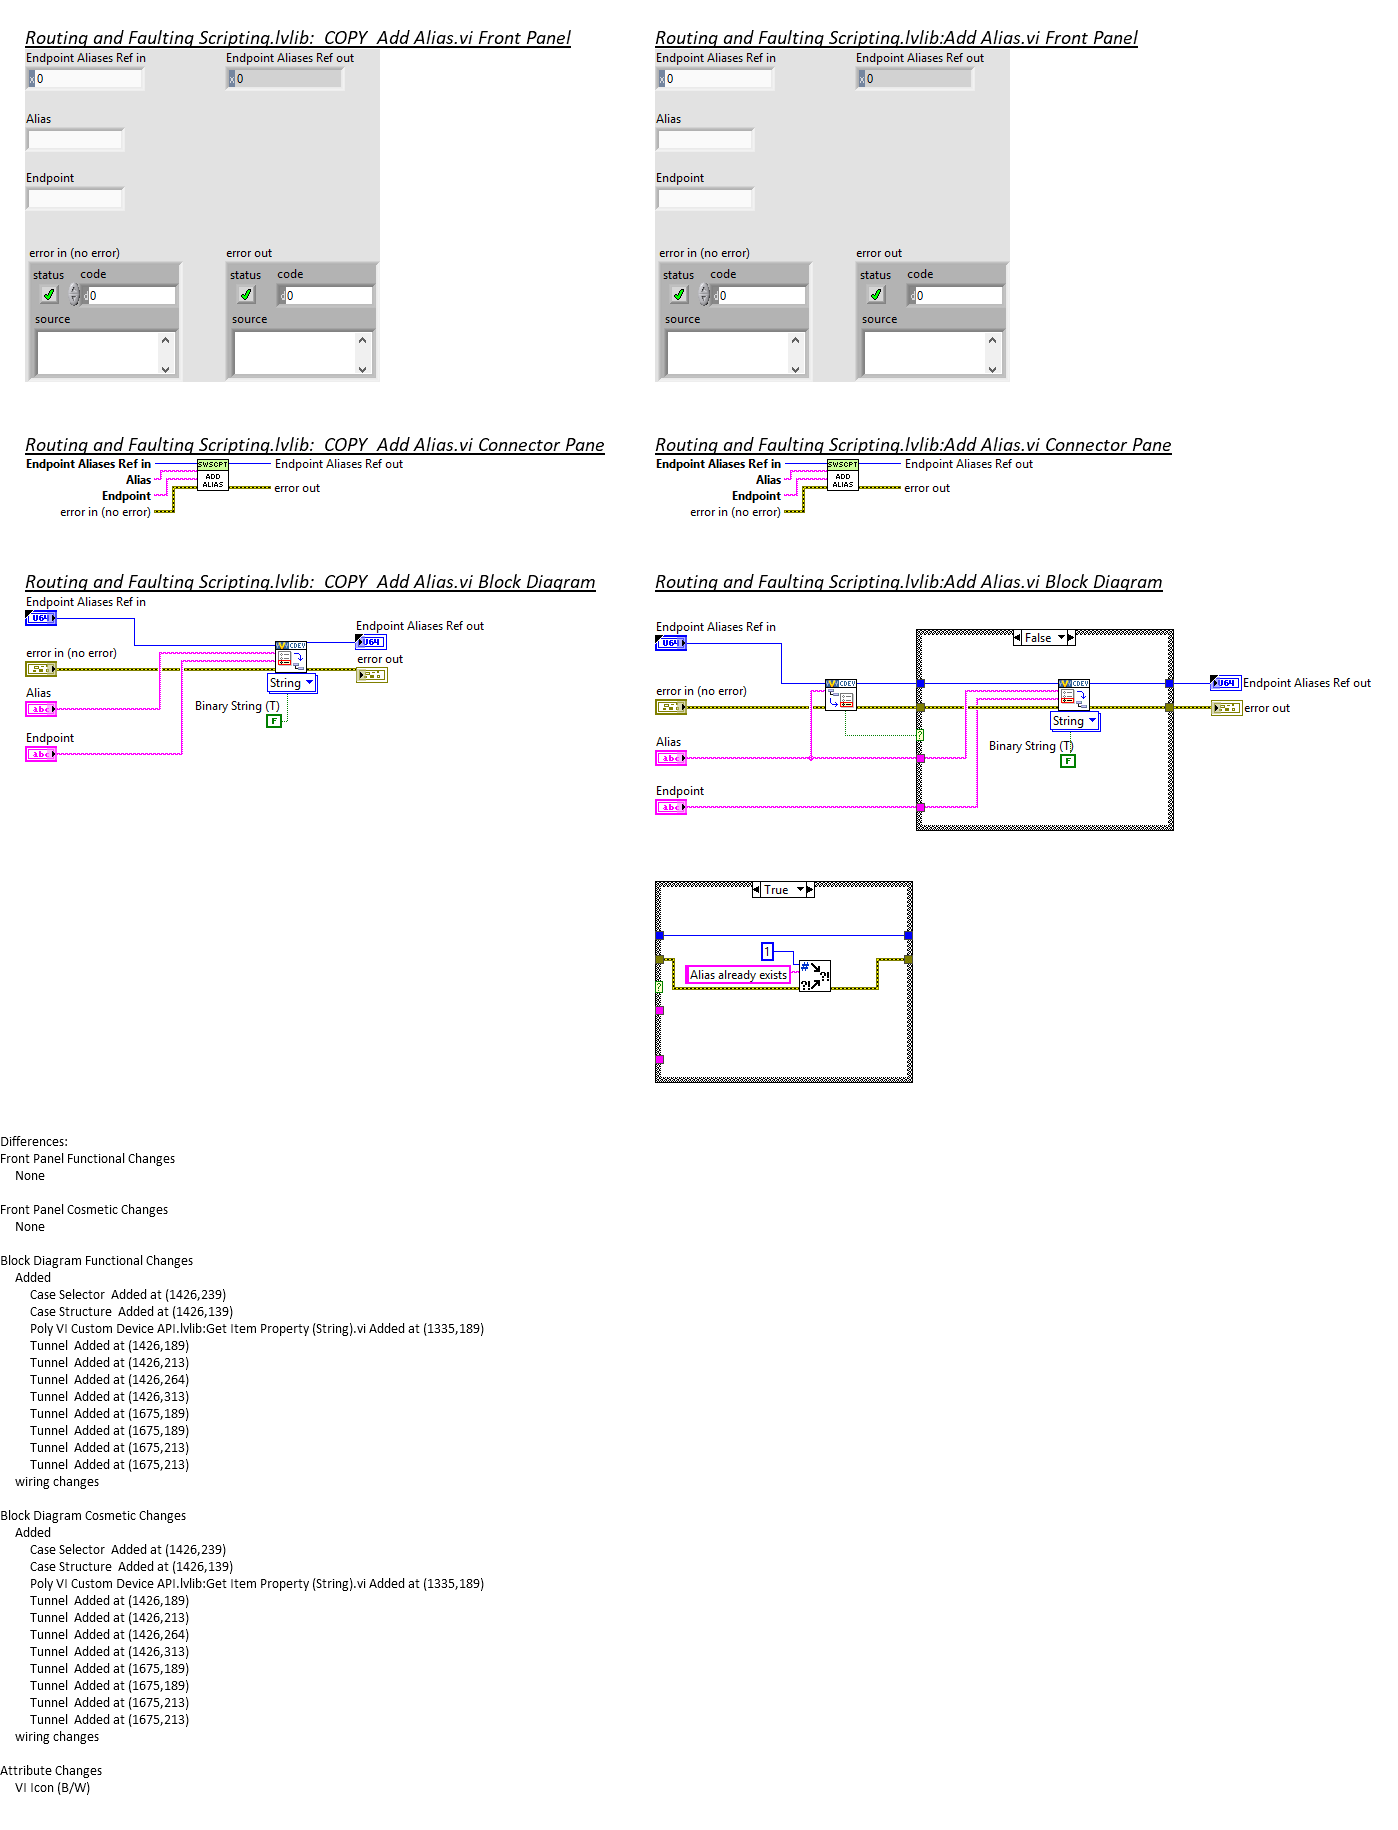 Routing and Faulting Scripting.lvlib:_COPY_Add Alias.vi Front Panel
Endpoint Aliases Ref in
Endpoint Aliases Ref out
x 0
x 0
Alias
Endpoint
error in (no error)
error out
status
code
status
code
d 0
d 0
source
source
Routing and Faulting Scripting.lvlib:Add Alias.vi Front Panel
Endpoint Aliases Ref in
Endpoint Aliases Ref out
x 0
x 0
Alias
Endpoint
error in (no error)
error out
status
code
status
code
d 0
d 0
source
source
Routing and Faulting Scripting.lvlib:_COPY_Add Alias.vi Connector Pane
Endpoint Aliases Ref in
Alias
Endpoint
error in (no error)
SWSCPT
ADD
ALIAS
Endpoint Aliases Ref out
error out
Routing and Faulting Scripting.lvlib:Add Alias.vi Connector Pane
Endpoint Aliases Ref in
Alias
Endpoint
error in (no error)
SWSCPT
ADD
ALIAS
Endpoint Aliases Ref out
error out
Routing and Faulting Scripting.lvlib:_COPY_Add Alias.vi Block Diagram
Endpoint Aliases Ref in
U64
Endpoint Aliases Ref out
U64
CDEV
error in (no error)
error out
String
Alias
abc
Binary String (T)
F
Endpoint
abc
Routing and Faulting Scripting.lvlib:Add Alias.vi Block Diagram
Endpoint Aliases Ref in
U64
False
CDEV
CDEV
U64
Endpoint Aliases Ref out
error in (no error)
error out
String
?
Alias
abc
Binary String (T)
F
Endpoint
abc
True
1
Alias already exists
#
?!
?!
?
Differences:
Front Panel Functional Changes
None
Front Panel Cosmetic Changes
None
Block Diagram Functional Changes
Added
Case Selector  Added at (1426,239)
Case Structure  Added at (1426,139)
Poly VI Custom Device API.lvlib:Get Item Property (String).vi Added at (1335,189)
Tunnel  Added at (1426,189)
Tunnel  Added at (1426,213)
Tunnel  Added at (1426,264)
Tunnel  Added at (1426,313)
Tunnel  Added at (1675,189)
Tunnel  Added at (1675,189)
Tunnel  Added at (1675,213)
Tunnel  Added at (1675,213)
wiring changes
Block Diagram Cosmetic Changes
Added
Case Selector  Added at (1426,239)
Case Structure  Added at (1426,139)
Poly VI Custom Device API.lvlib:Get Item Property (String).vi Added at (1335,189)
Tunnel  Added at (1426,189)
Tunnel  Added at (1426,213)
Tunnel  Added at (1426,264)
Tunnel  Added at (1426,313)
Tunnel  Added at (1675,189)
Tunnel  Added at (1675,189)
Tunnel  Added at (1675,213)
Tunnel  Added at (1675,213)
wiring changes
Attribute Changes
VI Icon (B/W)